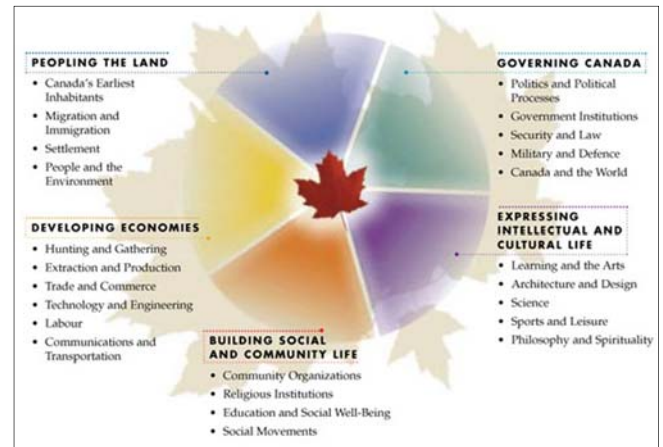 PEOPLING THE LAND
• Canada's Earliest
Inhabitants
• Migration and
Immigration
• Settlement
• People and the
Environment
GOVERNING CANADA
• Politics and Political
Processes
• Government Institutions
• Security and Law
• Military and Defence
• Canada and the World
DEVELOPING ECONOMIES
• Hunting and Gathering
• Extraction and Production
• Trade and Commerce
• Technology and Engineering
• Labour
• Communications and
Transportation
EXPRESSING
INTELLECTUAL AND
CULTURAL LIFE
• Learning and the Arts
• Architecture and Design
• Science
• Sports and Leisure
• Philosophy and Spirituality
BUILDING SOCIAL
AND COMMUNITY LIFE
• Community Organizations
• Religious Institutions
• Education and Social Well-Being
• Social Movements